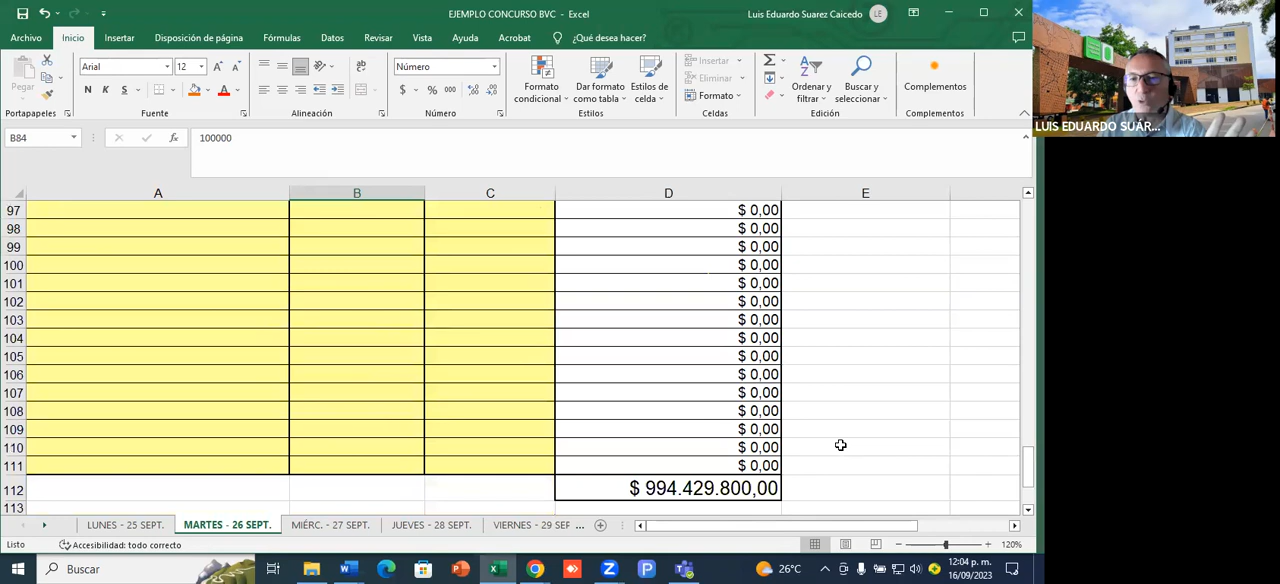 EJEMPLO CONCURSO BVC - Excel
Luis Eduardo Suarez Caicedo
LE
Archivo
Inicio
Insertar
Disposición de página
Fórmulas
Datos
Revisar
Vista
Ayuda
Acrobat
¿Qué desea hacer?
Pegar
Arial
12
N K S
Número
$ % 000
Formato
condicional
Dar formato
como tabla
Estilos de
celda
Insertar
Eliminar
Formato
Ordenar y
filtrar
Buscar y
seleccionar
Complementos
Portapapeles
Fuente
Alineación
Número
Estilos
Celdas
Edición
Complementos
LUIS EDUARDO SUÁR...
B84
fx
100000
A B C D E
97 $ 0,00
98 $ 0,00
99 $ 0,00
100 $ 0,00
101 $ 0,00
102 $ 0,00
103 $ 0,00
104 $ 0,00
105 $ 0,00
106 $ 0,00
107 $ 0,00
108 $ 0,00
109 $ 0,00
110 $ 0,00
111 $ 0,00
112 $ 994.429.800,00
113
LUNES - 25 SEPT.
MARTES - 26 SEPT.
MIÉRC. - 27 SEPT.
JUEVES - 28 SEPT.
VIERNES - 29 SEP ...
Listo
Accesibilidad: todo correcto
120%
Buscar
26°C
12:04 p. m.
16/09/2023